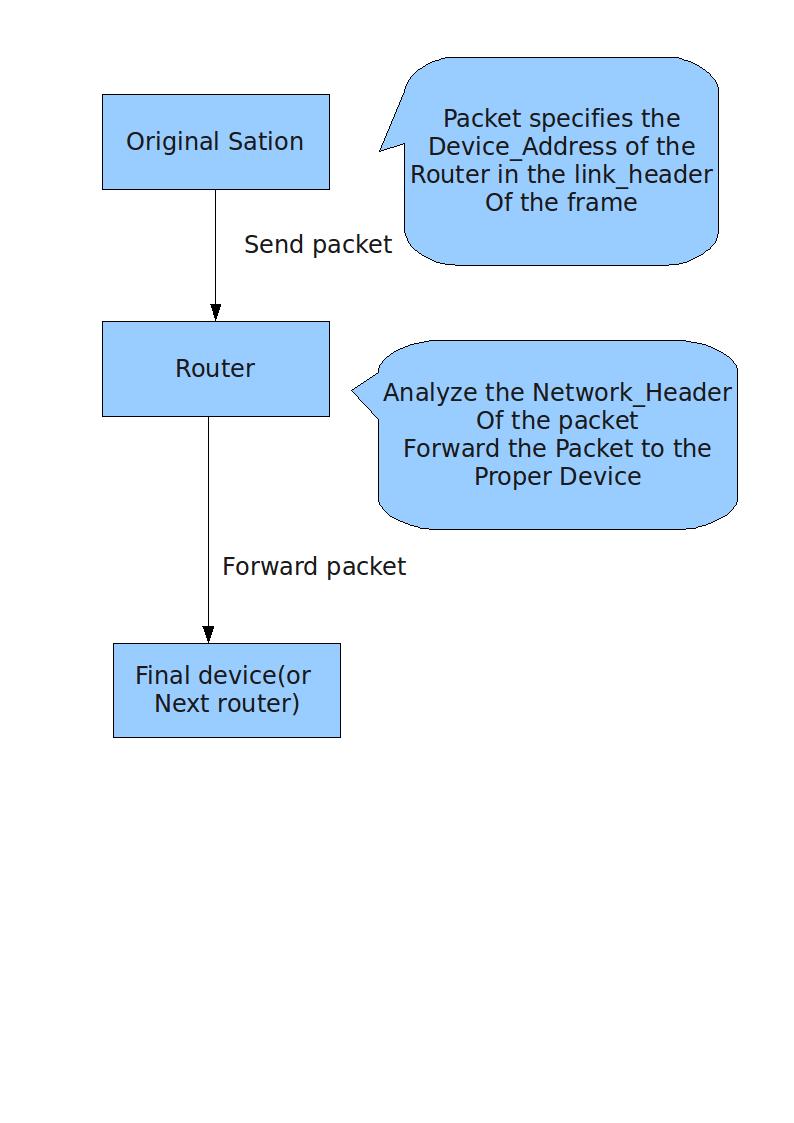 Original Sation
Packet specifies the
Device_Address of the
Router in the link_header
Of the frame
Send packet
Router
Analyze the Network_Header
Of the packet
Forward the Packet to the
Proper Device
Forward packet
Final device(or
Next router)